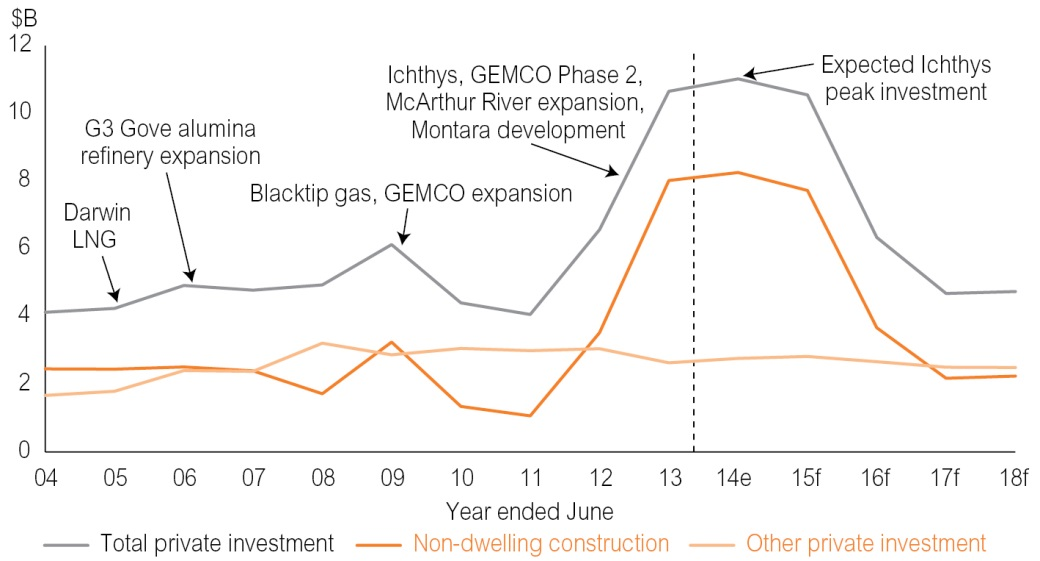 $B
12
10
8
6
4
2
0
Darwin
LNG
G3 Gove alumina
refinery expansion
Blacktip gas, GEMCO expansion
Ichthys, GEMCO Phase 2,
McArthur River expansion,
Montara development
Expected Ichthys
peak investment
04 05 06 07 08 09 10 11 12 13 14e 15f 16f 17f 18f
Year ended June
Total private investment Non-dwelling construction Other private investment